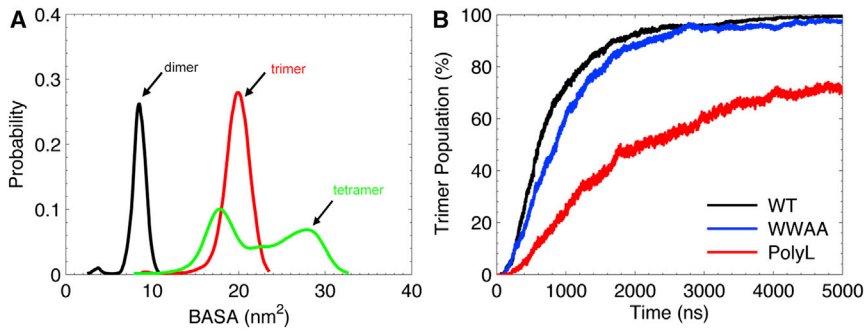 A
0.4
0.3
0.2
0.1
0
0 10 20 30 40
Probability
BASA (nm²)
dimer
trimer
tetramer
B
100
80
60
40
20
0
0 1000 2000 3000 4000 5000
Trimer Population (%)
Time (ns)
WT
WWAA
PolyL